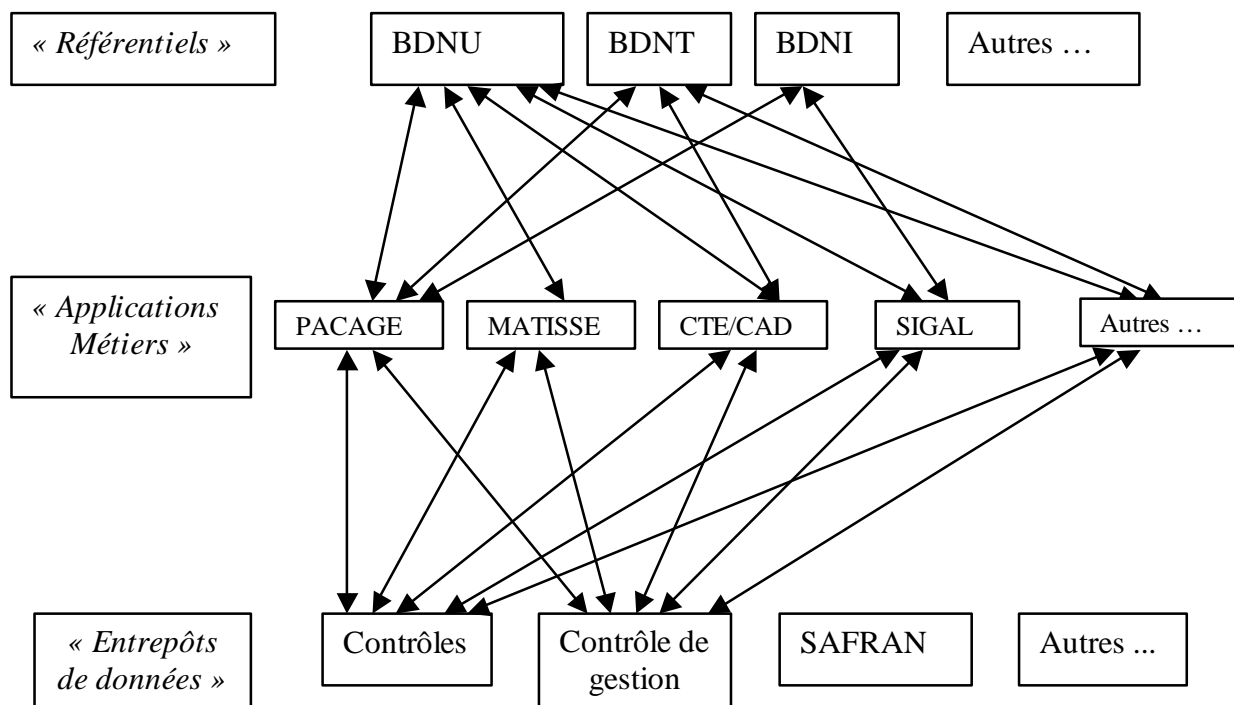 « Référentiels »
BDNU
BDNT
BDNI
Autres …
« Applications
Métiers »
PACAGE
MATISSE
CTE/CAD
SIGAL
Autres …
« Entrepôts
de données »
Contrôles
Contrôle de
gestion
SAFRAN
Autres ...